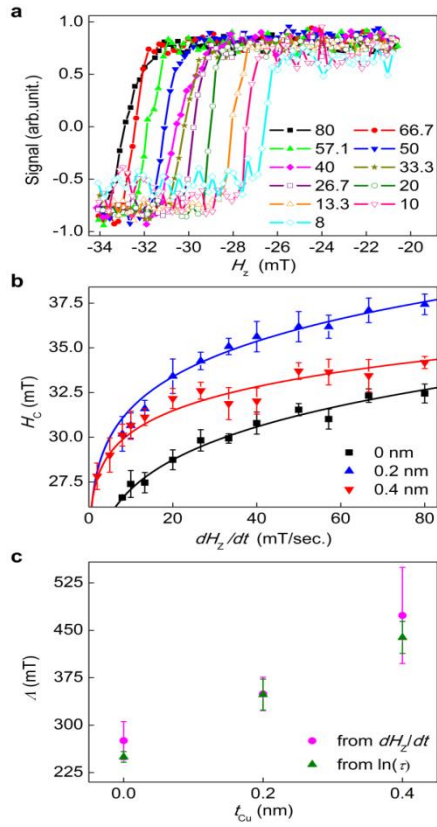 a
1.0
0.5
0.0
-0.5
-1.0
Signal (arb.unit.)
80 66.7
57.1 50
40 33.3
26.7 20
13.3 10
8
-34 -32 -30 -28 -26 -24 -22 -20
Hz (mT)
b
37.5
35.0
32.5
30.0
27.5
HC (mT)
0 nm
0.2 nm
0.4 nm
0 20 40 60 80
dHz/dt (mT/sec.)
c
525
450
375
300
225
Λ (mT)
from dHz/dt
from ln(τ)
0.0 0.2 0.4
tCu (nm)